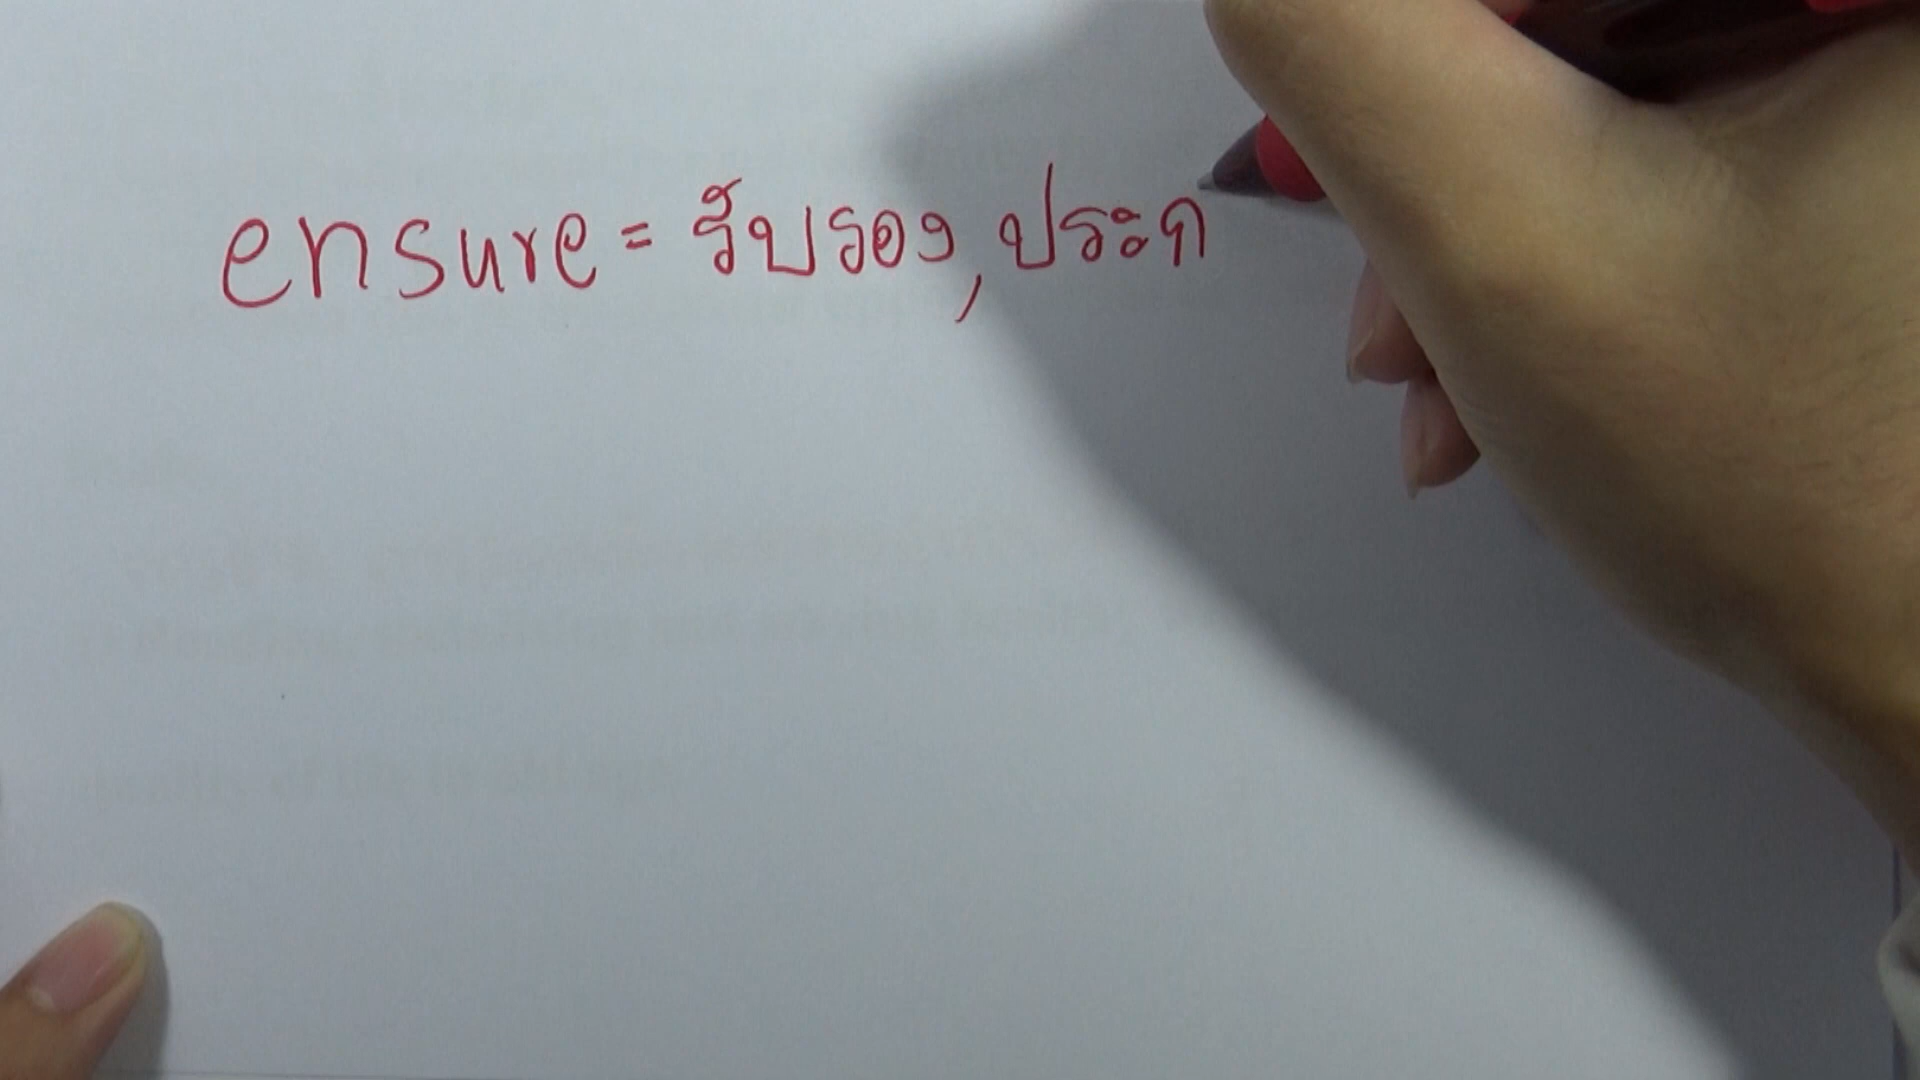 ensure = รับรอง, ประก